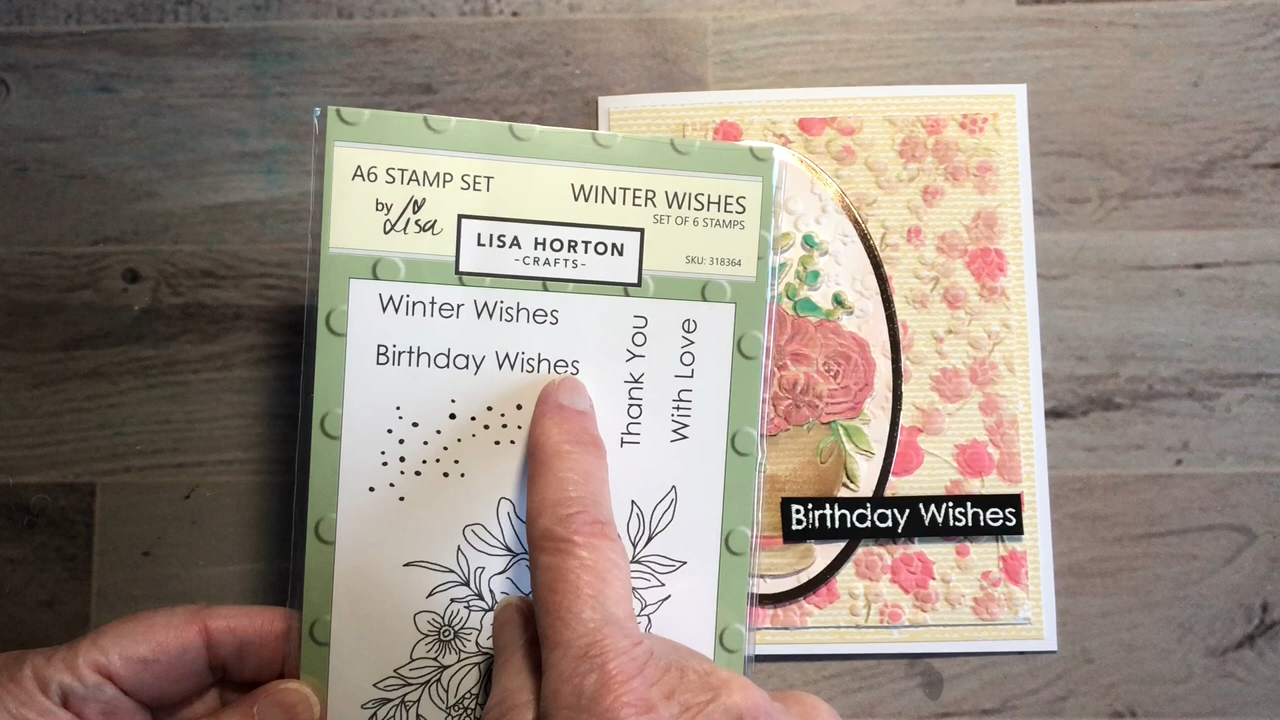 A6 STAMP SET
by Lisa
WINTER WISHES
SET OF 6 STAMPS
SKU: 318364
LISA HORTON
-CRAFTS-
Winter Wishes
Birthday Wishes
Thank You
With Love
Birthday Wishes